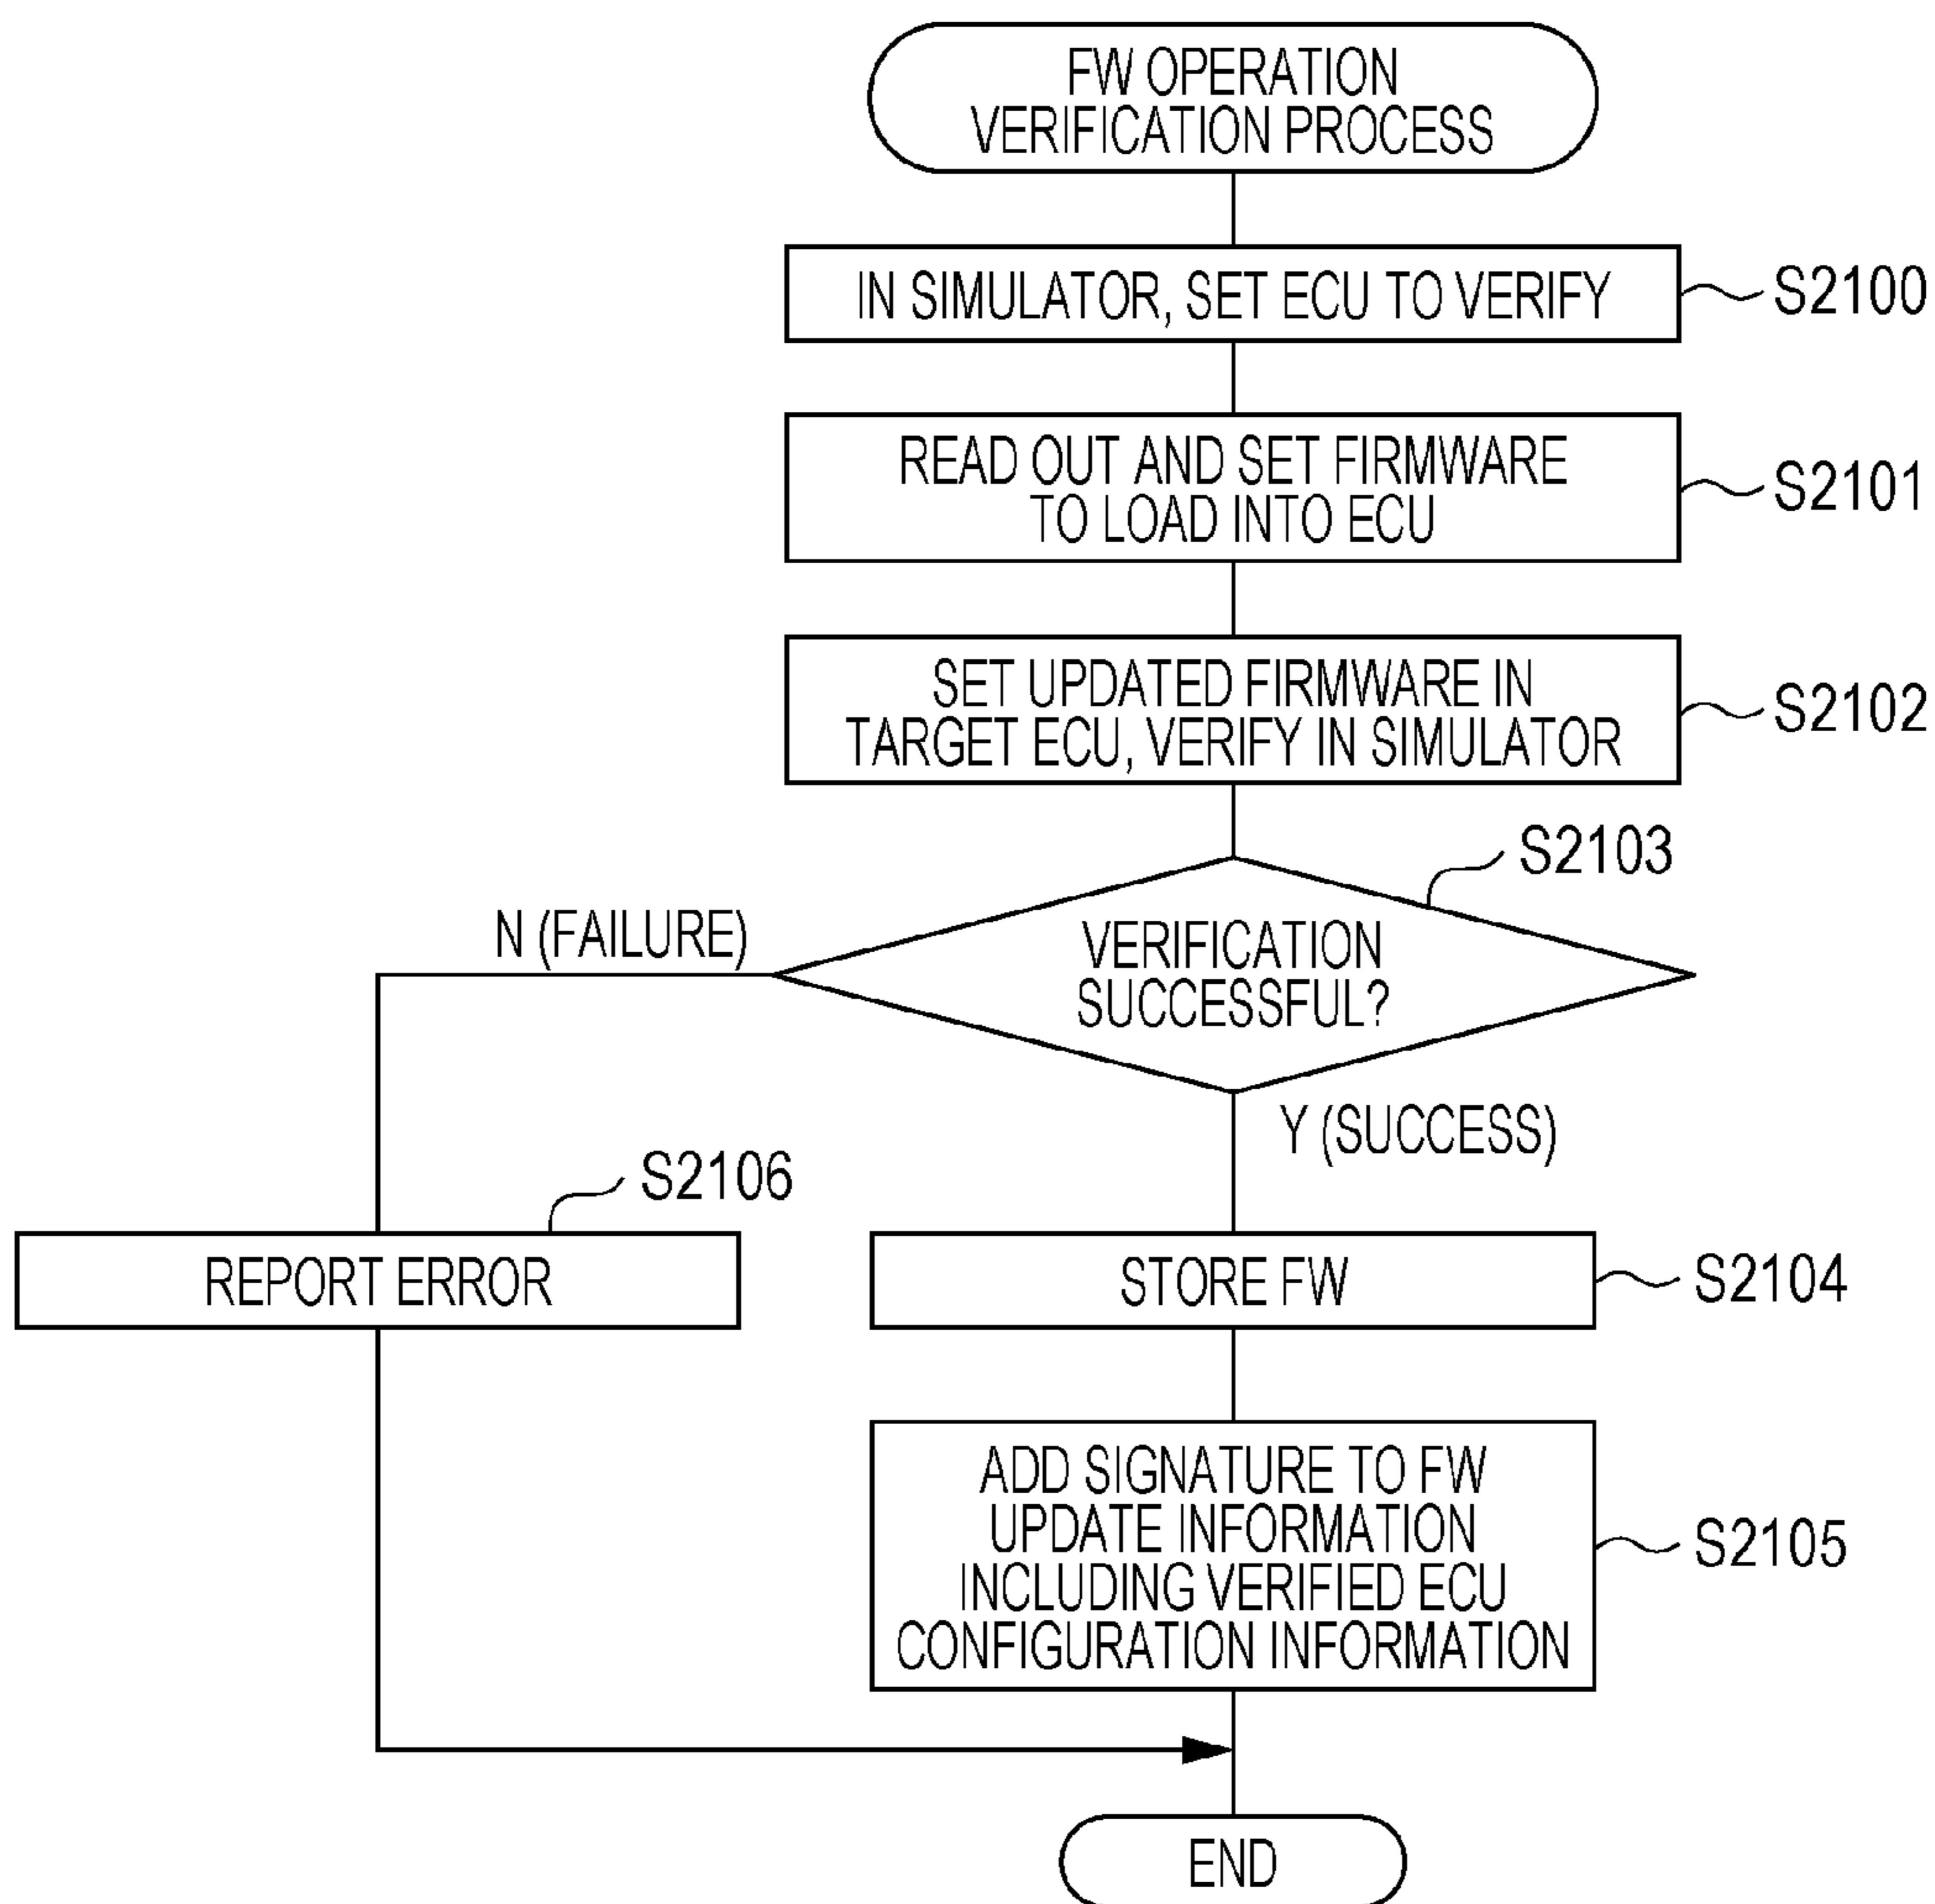 FW OPERATION
VERIFICATION PROCESS
IN SIMULATOR, SET ECU TO VERIFY
S2100
READ OUT AND SET FIRMWARE
TO LOAD INTO ECU
S2101
SET UPDATED FIRMWARE IN
TARGET ECU, VERIFY IN SIMULATOR
S2102
S2103
VERIFICATION
SUCCESSFUL?
N (FAILURE)
Y (SUCCESS)
S2106
REPORT ERROR
STORE FW
S2104
ADD SIGNATURE TO FW
UPDATE INFORMATION
INCLUDING VERIFIED ECU
CONFIGURATION INFORMATION
S2105
END